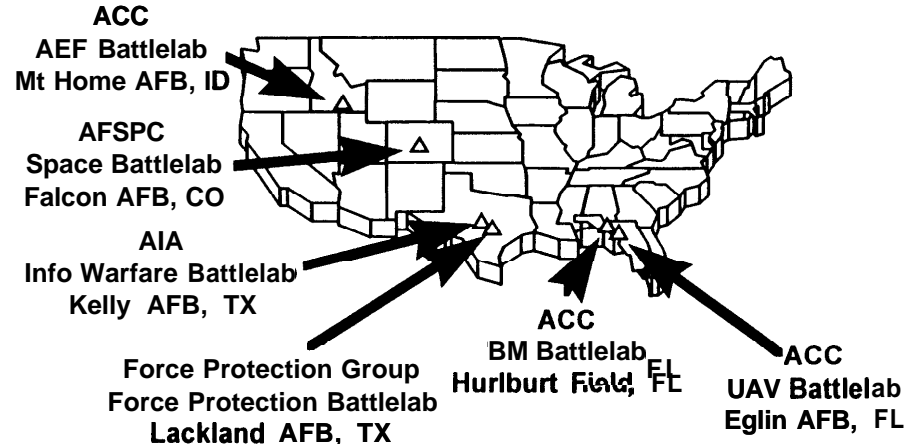 ACC
AEF Battlelab
Mt Home AFB, ID
AFSPC
Space Battlelab
Falcon AFB, CO
AIA
Info Warfare Battlelab
Kelly AFB, TX
Force Protection Group
Force Protection Battlelab
Lackland AFB, TX
ACC
BM Battlelab
Hurlburt Field, FL
ACC
UAV Battlelab
Eglin AFB, FL